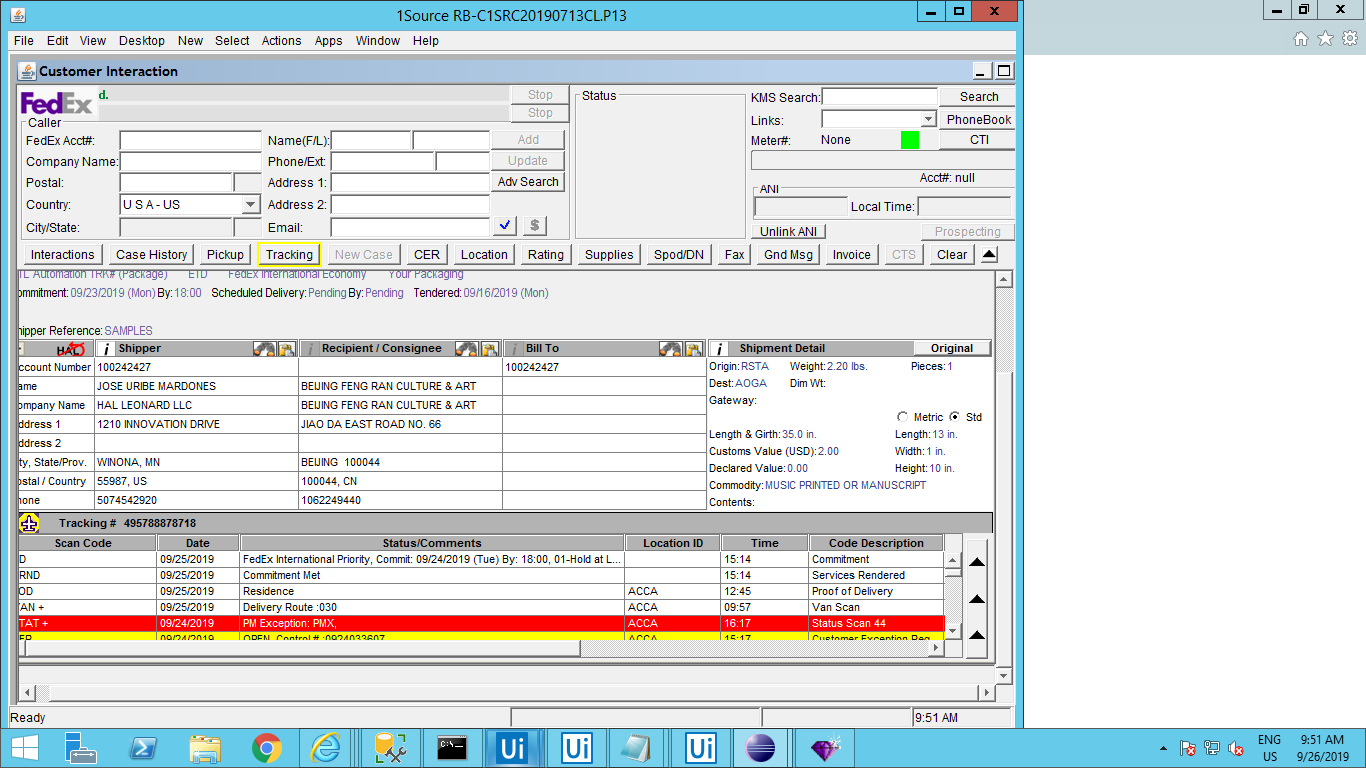 1Source RB-C1SRC20190713CL.P13
File Edit View Desktop New Select Actions Apps Window Help
Customer Interaction
FedEx d. Stop
Stop
Status
KMS Search: Search
Links: PhoneBook
Meter#: None CTI
Acct#: null
Caller
FedEx Acct#: Name(F/L): Add
Company Name: Phone/Ext: Update
Postal: Address 1: Adv Search
Country: U S A - US Address 2:
City/State: Email: $
ANI
Local Time:
Unlink ANI Prospecting
Interactions Case History Pickup Tracking New Case CER Location Rating Supplies Spod/DN Fax Gnd Msg Invoice CTS Clear
TL Automation TRK# (Package) ETD FedEx International Economy Your Packaging
ommitment: 09/23/2019 (Mon) By: 18:00 Scheduled Delivery: Pending By: Pending Tendered: 09/16/2019 (Mon)
hipper Reference: SAMPLES
HAL i Shipper i Recipient / Consignee i Bill To i Shipment Detail Original
ccount Number 100242427 100242427
ame JOSE URIBE MARDONES BEIJING FENG RAN CULTURE & ART
ompany Name HAL LEONARD LLC BEIJING FENG RAN CULTURE & ART
ddress 1 1210 INNOVATION DRIVE JIAO DA EAST ROAD NO. 66
ddress 2
ty, State/Prov. WINONA, MN BEIJING 100044
ostal / Country 55987, US 100044, CN
hone 5074542920 1062249440
Origin: RSTA Weight: 2.20 lbs. Pieces: 1
Dest: AOGA Dim Wt:
Gateway:
Metric Std
Length & Girth: 35.0 in. Length: 13 in.
Customs Value (USD): 2.00 Width: 1 in.
Declared Value: 0.00 Height: 10 in.
Commodity: MUSIC PRINTED OR MANUSCRIPT
Contents:
Tracking # 495788878718
Scan Code Date Status/Comments Location ID Time Code Description
D 09/25/2019 FedEx International Priority, Commit: 09/24/2019 (Tue) By: 18:00, 01-Hold at L... 15:14 Commitment
RND 09/25/2019 Commitment Met 15:14 Services Rendered
OD 09/25/2019 Residence ACCA 12:45 Proof of Delivery
AN + 09/25/2019 Delivery Route :030 ACCA 09:57 Van Scan
TAT + 09/24/2019 PM Exception: PMX, ACCA 16:17 Status Scan 44
ER 09/24/2019 OPEN, Control # :0924033607 ACCA 15:17 Customer Exception Req
Ready 9:51 AM
C:\ Ui Ui Ui
ENG 9:51 AM
US 9/26/2019